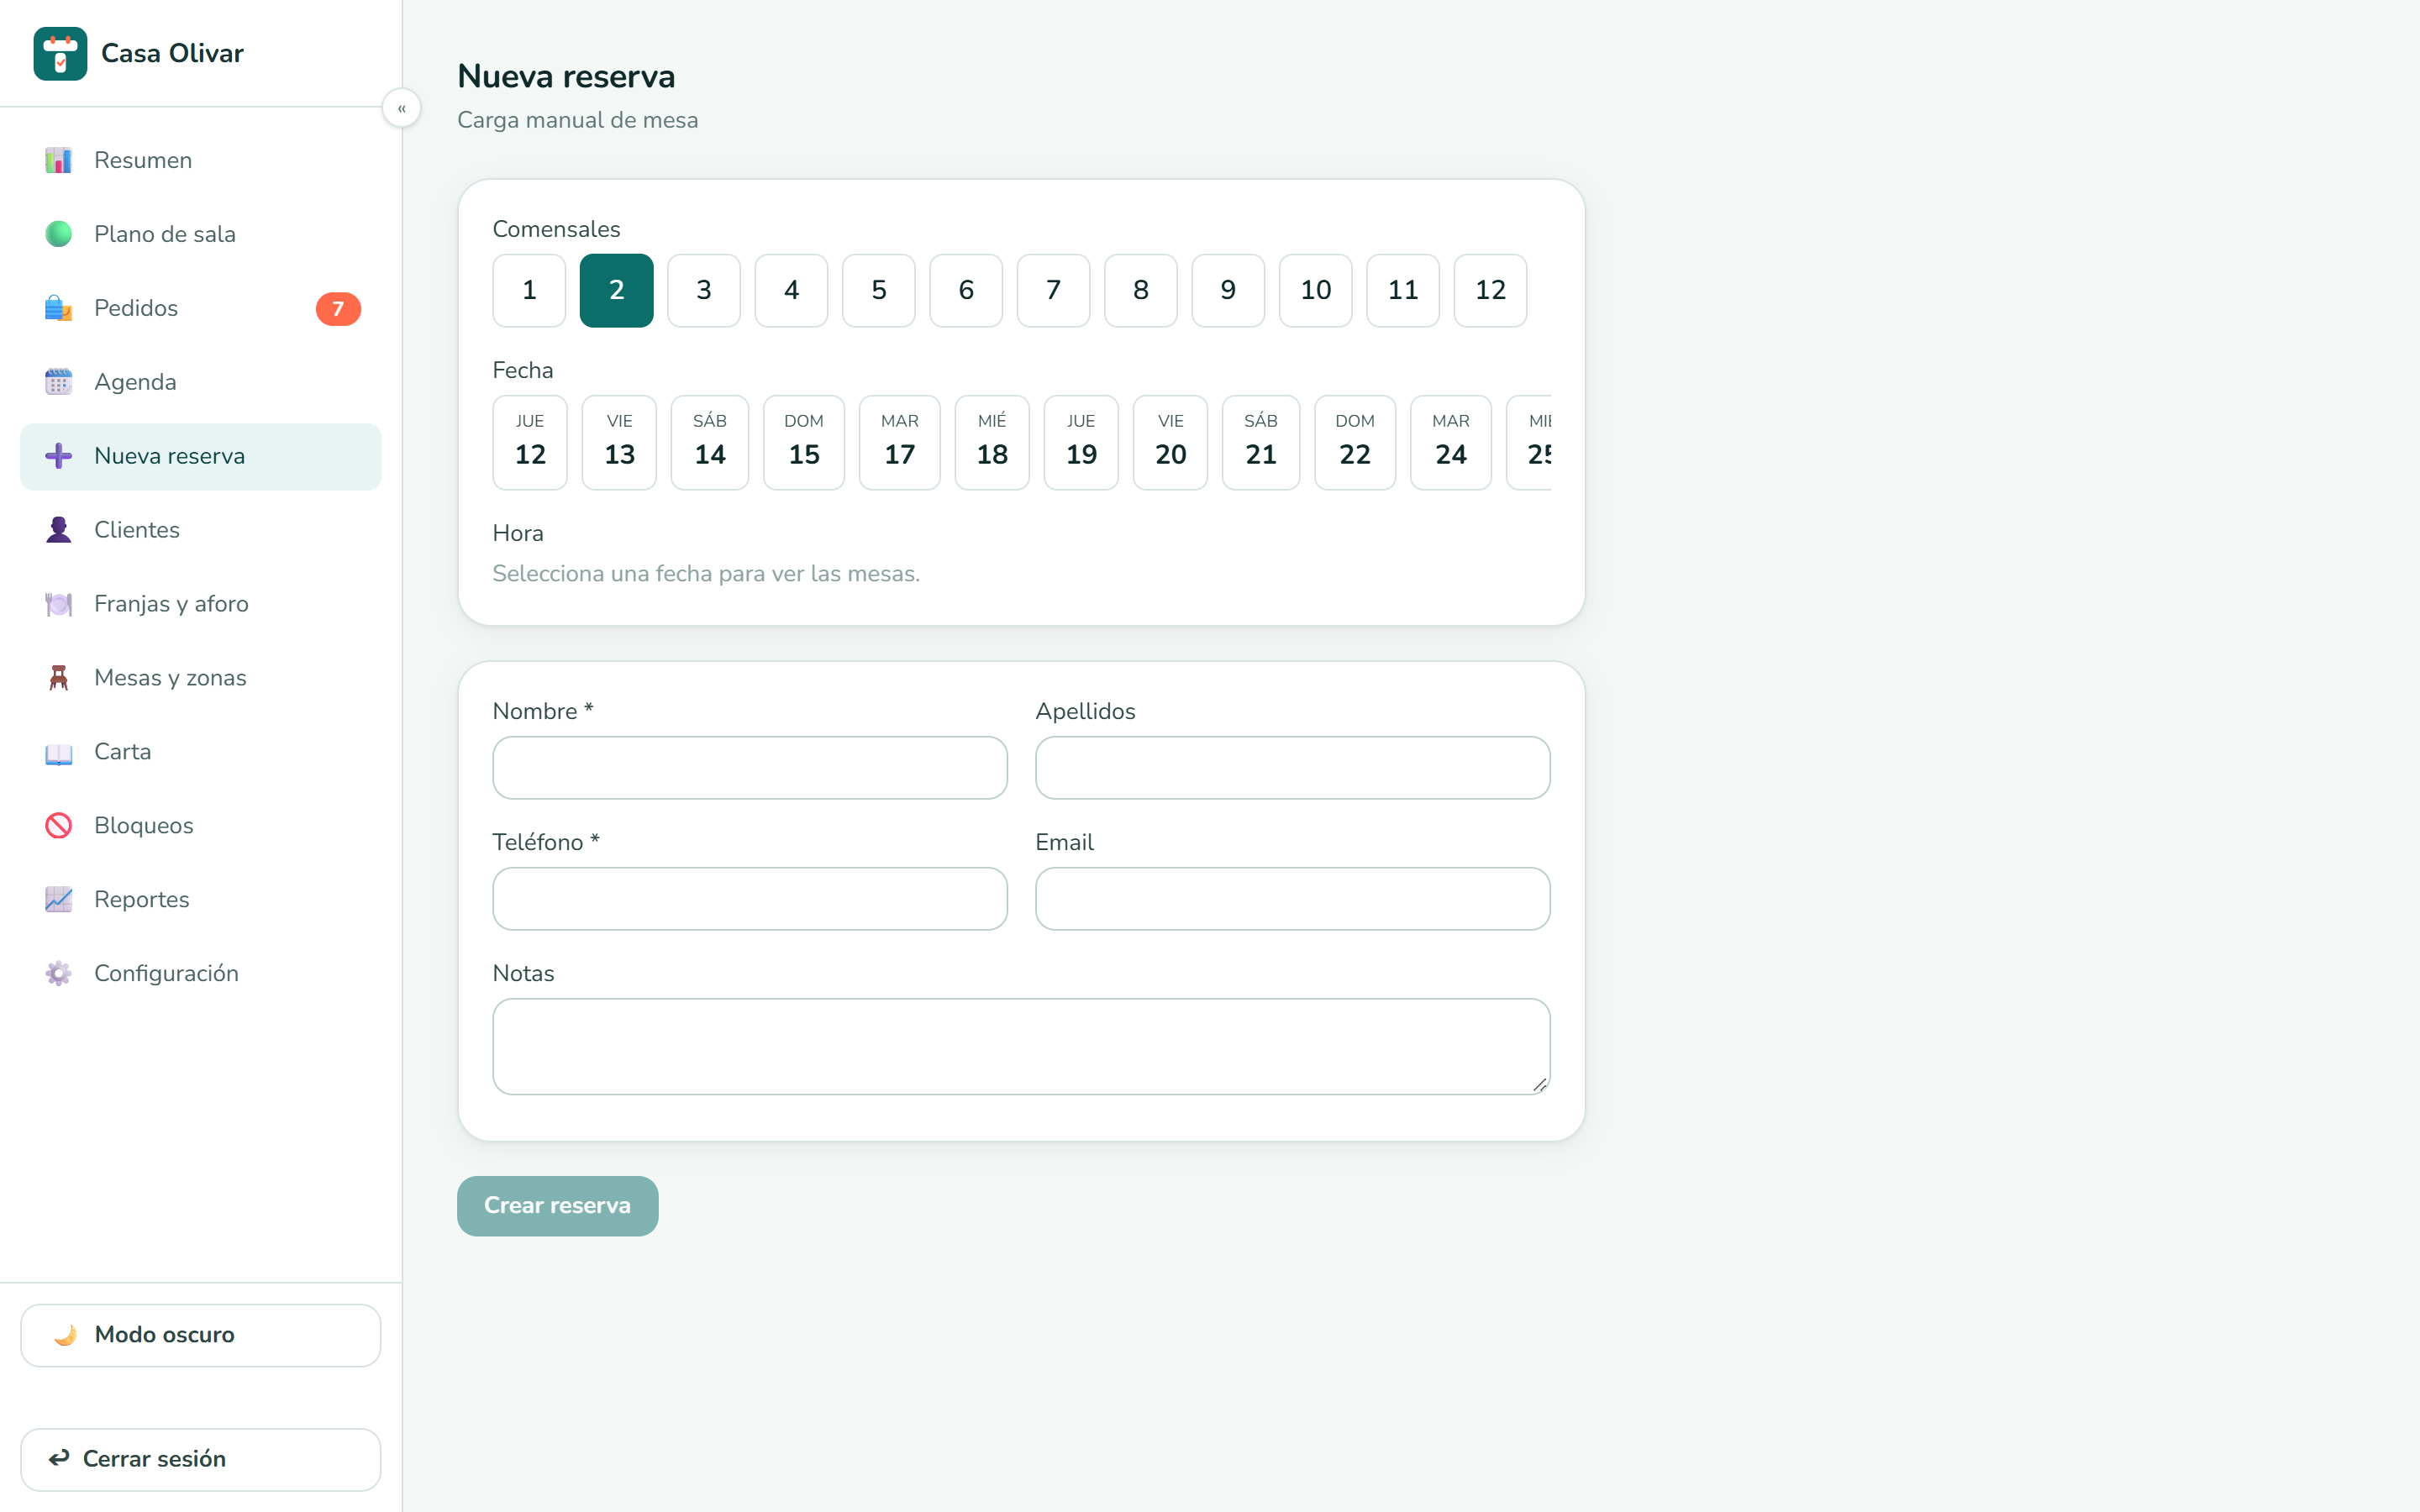 Casa Olivar
«
Resumen
Plano de sala
Pedidos 7
Agenda
Nueva reserva
Clientes
Franjas y aforo
Mesas y zonas
Carta
Bloqueos
Reportes
Configuración
Modo oscuro
Cerrar sesión
Nueva reserva
Carga manual de mesa
Comensales
1 2 3 4 5 6 7 8 9 10 11 12
Fecha
JUE VIE SÁB DOM MAR MIÉ JUE VIE SÁB DOM MAR MIÉ
12 13 14 15 17 18 19 20 21 22 24 25
Hora
Selecciona una fecha para ver las mesas.
Nombre * Apellidos
Teléfono * Email
Notas
Crear reserva